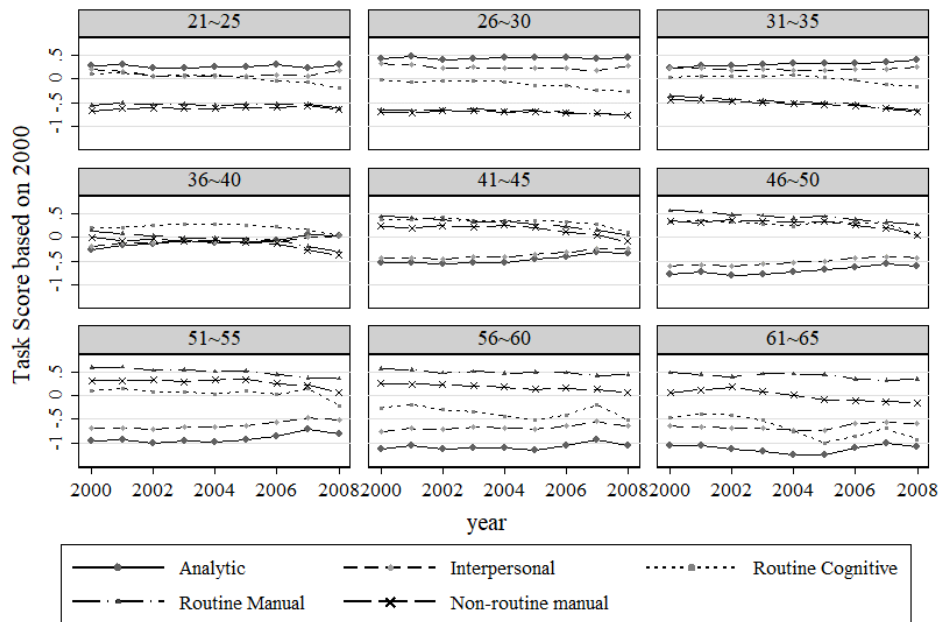 21~25 26~30 31~35
.5
0
-.5
-1
36~40 41~45 46~50
.5
0
-.5
-1
51~55 56~60 61~65
.5
0
-.5
-1
Task Score based on 2000
2000 2002 2004 2006 2008 2000 2002 2004 2006 2008 2000 2002 2004 2006 2008
year
Analytic Interpersonal Routine Cognitive
Routine Manual Non-routine manual